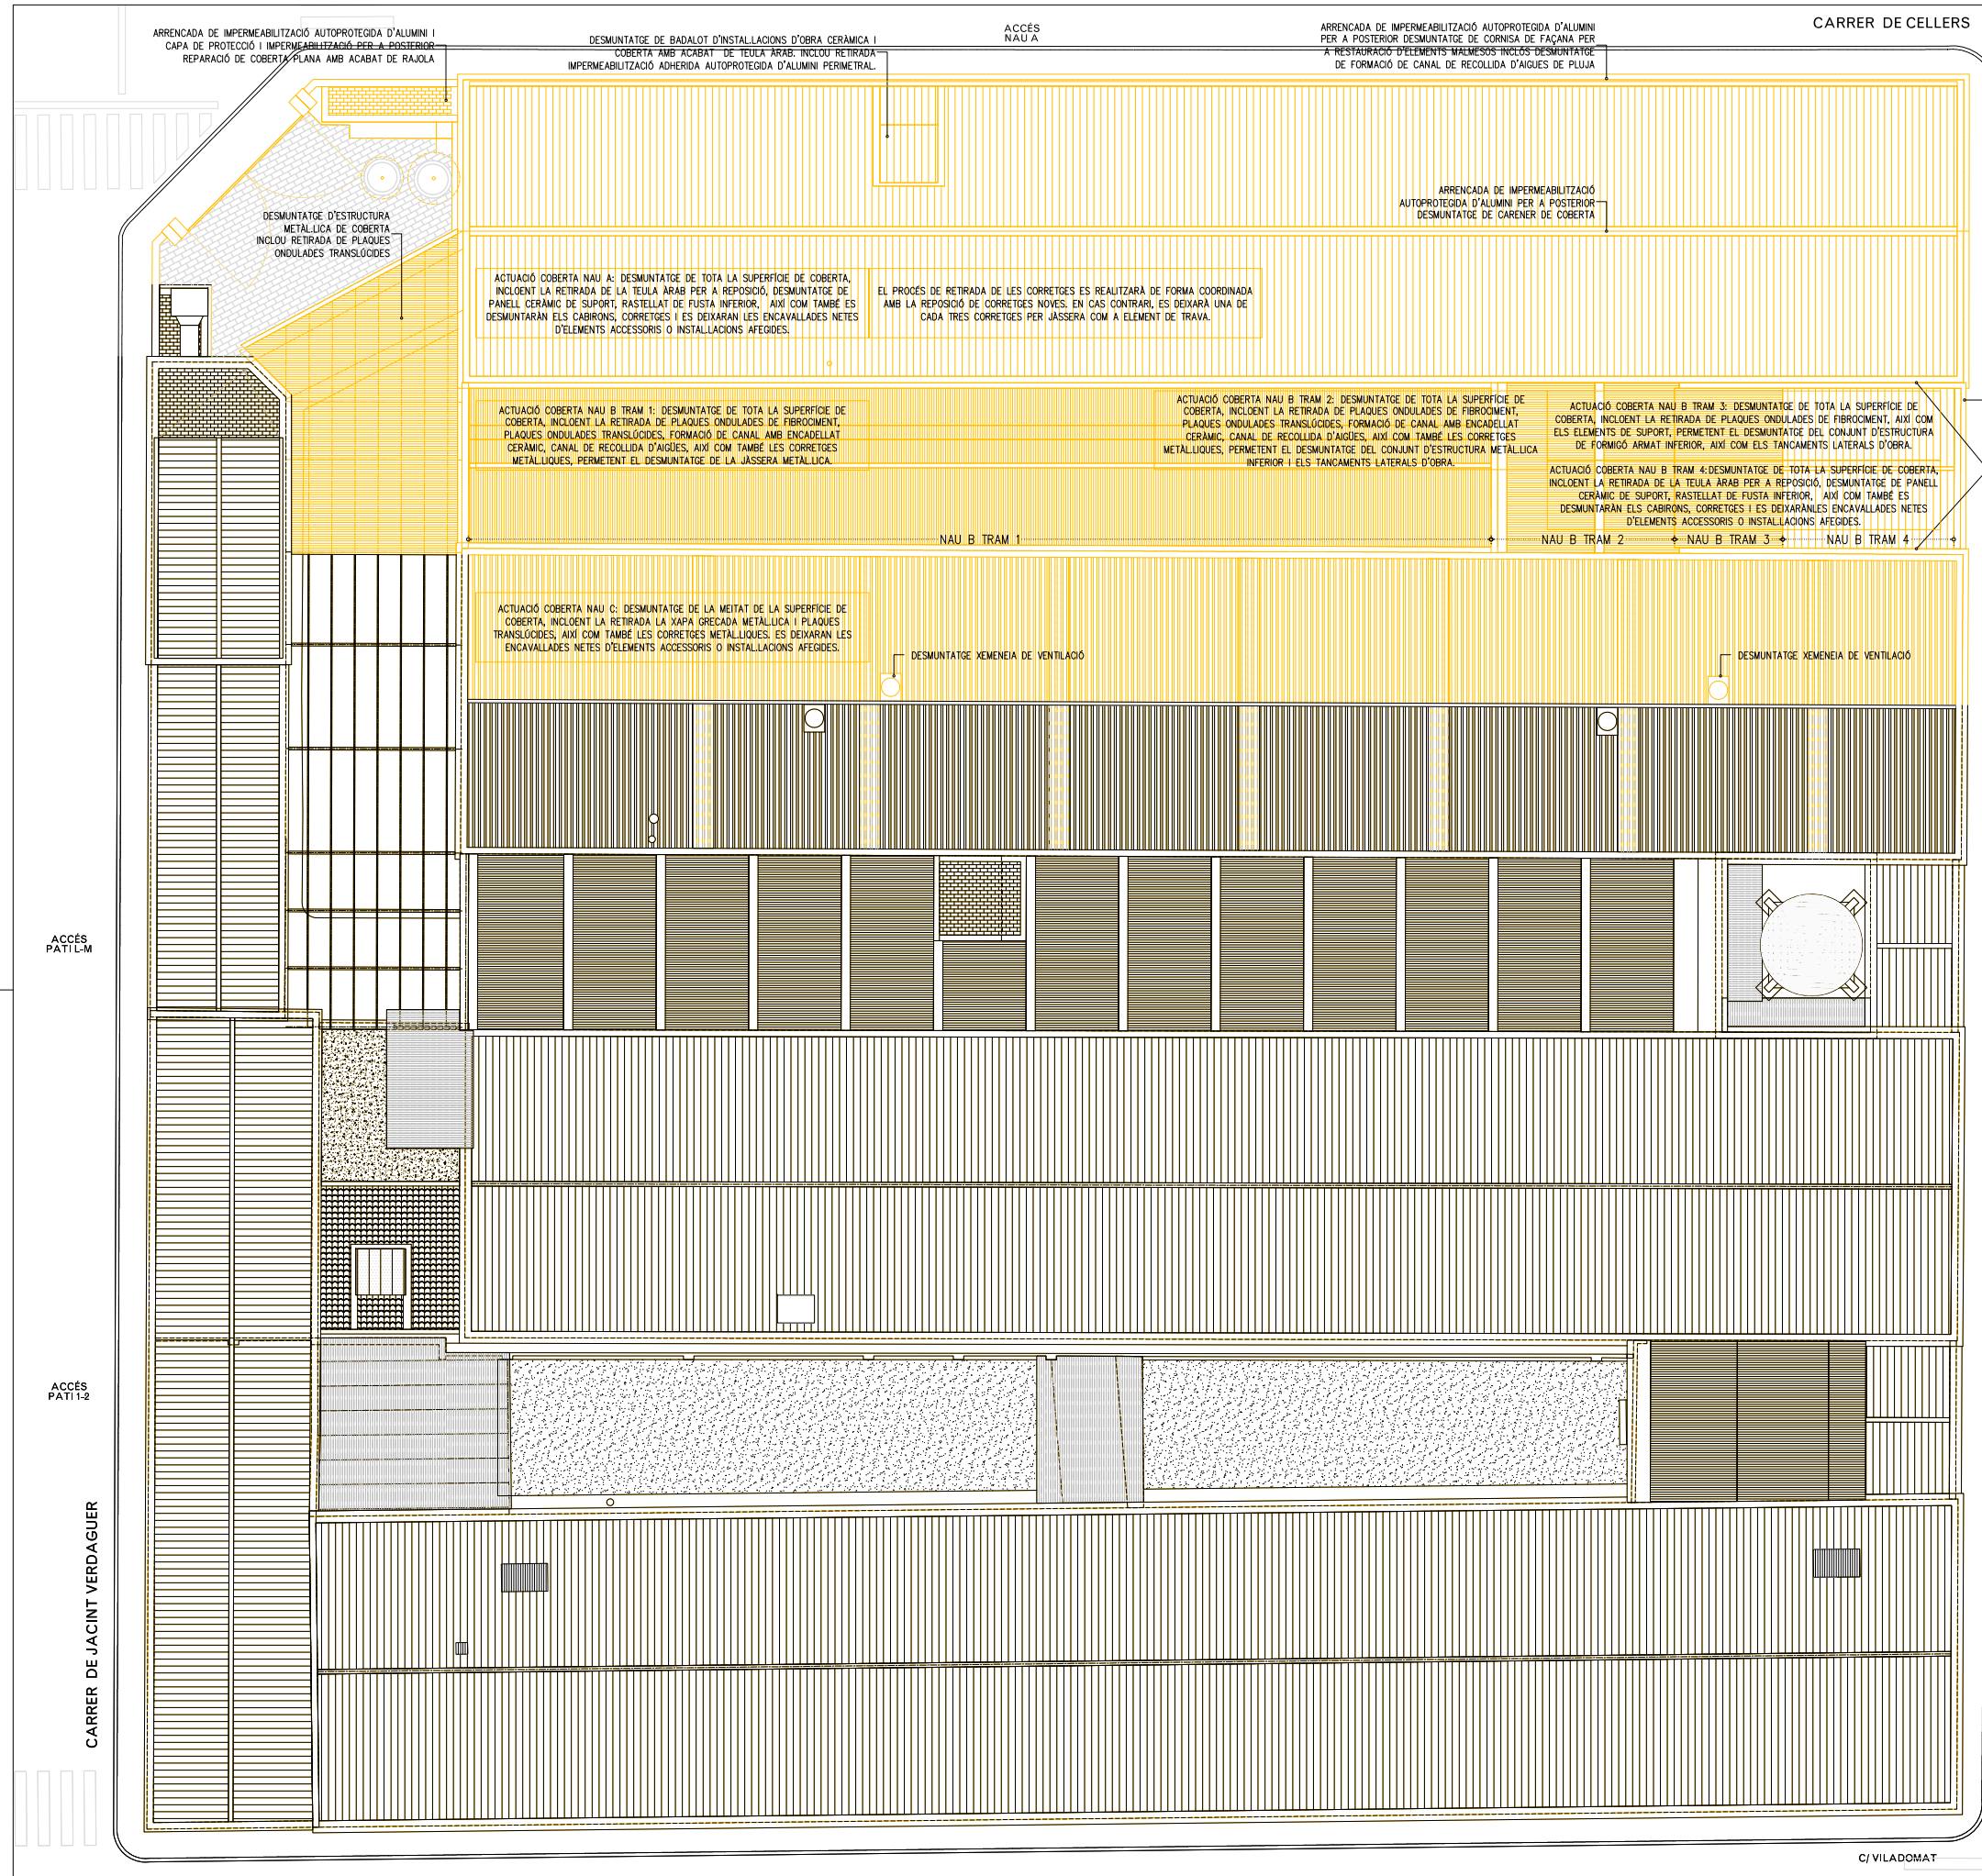 ARRENCADA DE IMPERMEABILITZACIÓ AUTOPROTEGIDA D'ALUMINI I
CAPA DE PROTECCIÓ I IMPERMEABILITZACIÓ PER A POSTERIOR
REPARACIÓ DE COBERTA PLANA AMB ACABAT DE RAJOLA
DESMUNTATGE DE BADALOT D'INSTAL.LACIONS D'OBRA CERÀMICA I
COBERTA AMB ACABAT DE TEULA ÀRAB. INCLOU RETIRADA
IMPERMEABILITZACIÓ ADHERIDA AUTOPROTEGIDA D'ALUMINI PERIMETRAL.
ACCÉS
NAU A
ARRENCADA DE IMPERMEABILITZACIÓ AUTOPROTEGIDA D'ALUMINI
PER A POSTERIOR DESMUNTATGE DE CORNISA DE FAÇANA PER
A RESTAURACIÓ D'ELEMENTS MALMESOS INCLÓS DESMUNTATGE
DE FORMACIÓ DE CANAL DE RECOLLIDA D'AIGUES DE PLUJA
CARRER DE CELLERS
DESMUNTATGE D'ESTRUCTURA
METÀL.LICA DE COBERTA
INCLOU RETIRADA DE PLAQUES
ONDULADES TRANSLÚCIDES
ARRENCADA DE IMPERMEABILITZACIÓ
AUTOPROTEGIDA D'ALUMINI PER A POSTERIOR
DESMUNTATGE DE CARENER DE COBERTA
ACTUACIÓ COBERTA NAU A: DESMUNTATGE DE TOTA LA SUPERFÍCIE DE COBERTA,
INCLOENT LA RETIRADA DE LA TEULA ÀRAB PER A REPOSICIÓ, DESMUNTATGE DE
PANELL CERÀMIC DE SUPORT, RASTELLAT DE FUSTA INFERIOR, AIXÍ COM TAMBÉ ES
DESMUNTARÀN ELS CABIRONS, CORRETGES I ES DEIXARAN LES ENCAVALLADES NETES
D'ELEMENTS ACCESSORIS O INSTAL.LACIONS AFEGIDES.
EL PROCÉS DE RETIRADA DE LES CORRETGES ES REALITZARÀ DE FORMA COORDINADA
AMB LA REPOSICIÓ DE CORRETGES NOVES. EN CAS CONTRARI, ES DEIXARÀ UNA DE
CADA TRES CORRETGES PER JÀSSERA COM A ELEMENT DE TRAVA.
ACTUACIÓ COBERTA NAU B TRAM 1: DESMUNTATGE DE TOTA LA SUPERFÍCIE DE
COBERTA, INCLOENT LA RETIRADA DE PLAQUES ONDULADES DE FIBROCIMENT,
PLAQUES ONDULADES TRANSLÚCIDES, FORMACIÓ DE CANAL AMB ENCADELLAT
CERÀMIC, CANAL DE RECOLLIDA D'AIGÜES, AIXÍ COM TAMBÉ LES CORRETGES
METÀL.LIQUES, PERMETENT EL DESMUNTATGE DE LA JÀSSERA METÀL.LICA.
ACTUACIÓ COBERTA NAU B TRAM 2: DESMUNTATGE DE TOTA LA SUPERFÍCIE DE
COBERTA, INCLOENT LA RETIRADA DE PLAQUES ONDULADES DE FIBROCIMENT,
PLAQUES ONDULADES TRANSLÚCIDES, FORMACIÓ DE CANAL AMB ENCADELLAT
CERÀMIC, CANAL DE RECOLLIDA D'AIGÜES, AIXÍ COM TAMBÉ LES CORRETGES
METÀL.LIQUES, PERMETENT EL DESMUNTATGE DEL CONJUNT D'ESTRUCTURA METÀL.LICA
INFERIOR I ELS TANCAMENTS LATERALS D'OBRA.
ACTUACIÓ COBERTA NAU B TRAM 3: DESMUNTATGE DE TOTA LA SUPERFÍCIE DE
COBERTA, INCLOENT LA RETIRADA DE PLAQUES ONDULADES DE FIBROCIMENT, AIXÍ COM
ELS ELEMENTS DE SUPORT, PERMETENT EL DESMUNTATGE DEL CONJUNT D'ESTRUCTURA
DE FORMIGÓ ARMAT INFERIOR, AIXÍ COM ELS TANCAMENTS LATERALS D'OBRA.
ACTUACIÓ COBERTA NAU B TRAM 4:DESMUNTATGE DE TOTA LA SUPERFÍCIE DE COBERTA,
INCLOENT LA RETIRADA DE LA TEULA ÀRAB PER A REPOSICIÓ, DESMUNTATGE DE PANELL
CERÀMIC DE SUPORT, RASTELLAT DE FUSTA INFERIOR, AIXÍ COM TAMBÉ ES
DESMUNTARÀN ELS CABIRONS, CORRETGES I ES DEIXARÀNLES ENCAVALLADES NETES
D'ELEMENTS ACCESSORIS O INSTAL.LACIONS AFEGIDES.
NAU B TRAM 1
NAU B TRAM 2
NAU B TRAM 3
NAU B TRAM 4
ACTUACIÓ COBERTA NAU C: DESMUNTATGE DE LA MEITAT DE LA SUPERFÍCIE DE
COBERTA, INCLOENT LA RETIRADA LA XAPA GRECADA METÀL.LICA I PLAQUES
TRANSLÚCIDES, AIXÍ COM TAMBÉ LES CORRETGES METÀL.LIQUES. ES DEIXARAN LES
ENCAVALLADES NETES D'ELEMENTS ACCESSORIS O INSTAL.LACIONS AFEGIDES.
DESMUNTATGE XEMENEIA DE VENTILACIÓ
DESMUNTATGE XEMENEIA DE VENTILACIÓ
ACCÉS
PATI L-M
ACCÉS
PATI 1-2
CARRER DE JACINT VERDAGUER
C/ VILADOMAT